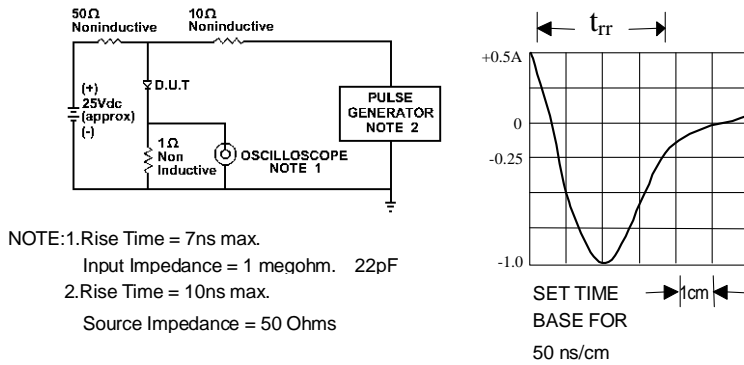 50Ω
Noninductive
10Ω
Noninductive
(+)
25Vdc
(approx)
(-)
D.U.T
1Ω
Non
Inductive
OSCILLOSCOPE
NOTE 1
PULSE
GENERATOR
NOTE 2
NOTE:1.Rise Time = 7ns max.
Input Impedance = 1 megohm. 22pF
2.Rise Time = 10ns max.
Source Impedance = 50 Ohms
trr
+0.5A
0
-0.25
-1.0
SET TIME
BASE FOR
50 ns/cm
1cm